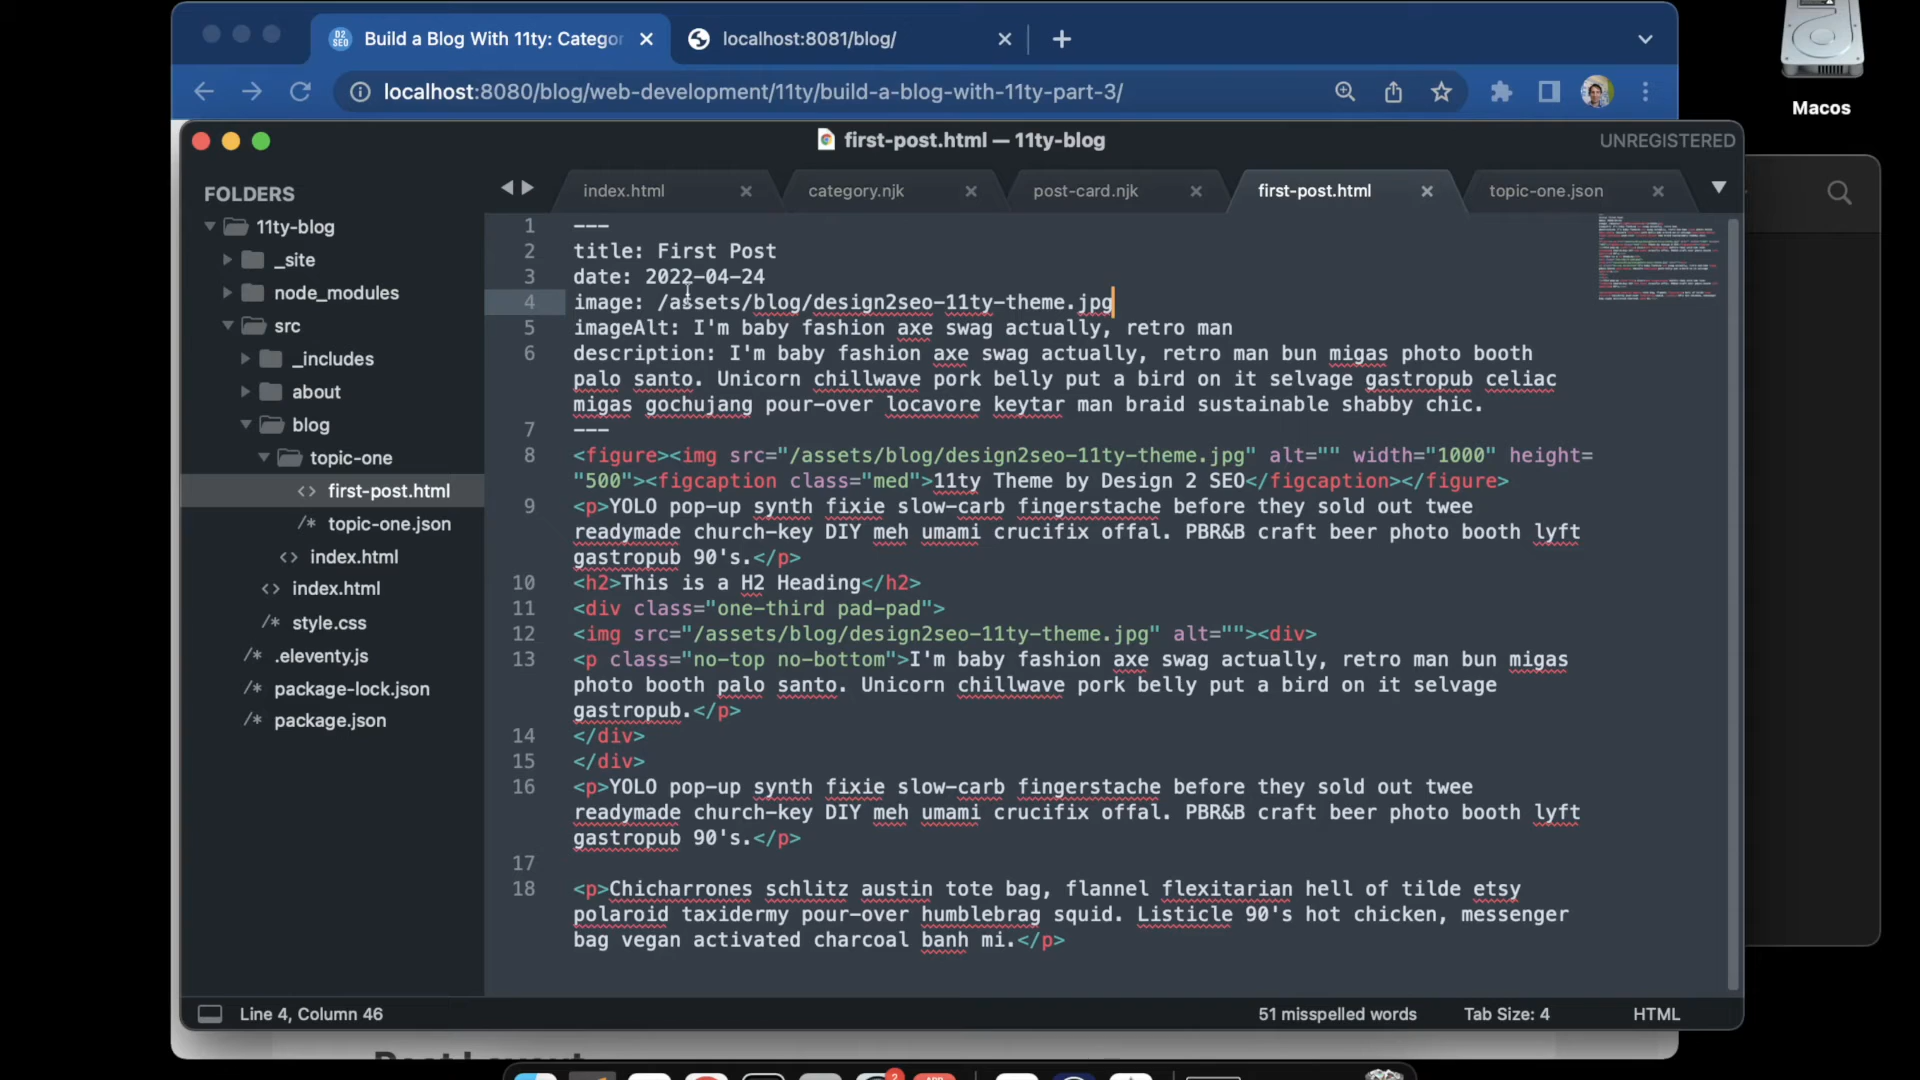 Build a Blog With 11ty: Catego
localhost:8081/blog/
localhost:8080/blog/web-development/11ty/build-a-blog-with-11ty-part-3/
Macos
first-post.html — 11ty-blog
UNREGISTERED
FOLDERS
11ty-blog
_site
node_modules
src
_includes
about
blog
topic-one
<> first-post.html
/* topic-one.json
<> index.html
<> index.html
/* style.css
/* .eleventy.js
/* package-lock.json
/* package.json
index.html
category.njk
post-card.njk
first-post.html
topic-one.json
1 ---
2 title: First Post
3 date: 2022-04-24
4 image: /assets/blog/design2seo-11ty-theme.jpg
5 imageAlt: I'm baby fashion axe swag actually, retro man
6 description: I'm baby fashion axe swag actually, retro man bun migas photo booth
palo santo. Unicorn chillwave pork belly put a bird on it selvage gastropub celiac
migas gochujang pour-over locavore keytar man braid sustainable shabby chic.
7 ---
8 <figure><img src="/assets/blog/design2seo-11ty-theme.jpg" alt="" width="1000" height=
"500"><figcaption class="med">11ty Theme by Design 2 SEO</figcaption></figure>
9 <p>YOLO pop-up synth fixie slow-carb fingerstache before they sold out twee
readymade church-key DIY meh umami crucifix offal. PBR&B craft beer photo booth lyft
gastropub 90's.</p>
10 <h2>This is a H2 Heading</h2>
11 <div class="one-third pad-pad">
12 <img src="/assets/blog/design2seo-11ty-theme.jpg" alt=""><div>
13 <p class="no-top no-bottom">I'm baby fashion axe swag actually, retro man bun migas
photo booth palo santo. Unicorn chillwave pork belly put a bird on it selvage
gastropub.</p>
14 </div>
15 </div>
16 <p>YOLO pop-up synth fixie slow-carb fingerstache before they sold out twee
readymade church-key DIY meh umami crucifix offal. PBR&B craft beer photo booth lyft
gastropub 90's.</p>
17
18 <p>Chicharrones schlitz austin tote bag, flannel flexitarian hell of tilde etsy
polaroid taxidermy pour-over humblebrag squid. Listicle 90's hot chicken, messenger
bag vegan activated charcoal banh mi.</p>
Line 4, Column 46
51 misspelled words
Tab Size: 4
HTML
2